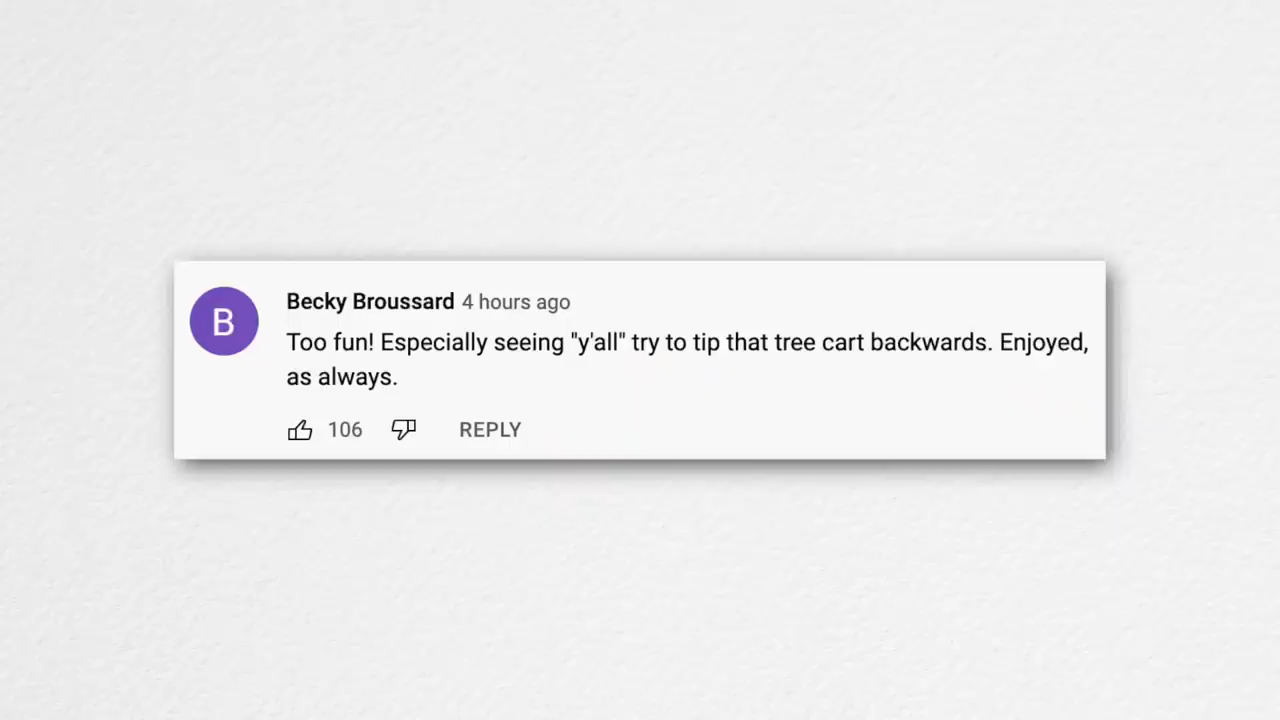 B
Becky Broussard 4 hours ago
Too fun! Especially seeing "y'all" try to tip that tree cart backwards. Enjoyed,
as always.
106 REPLY